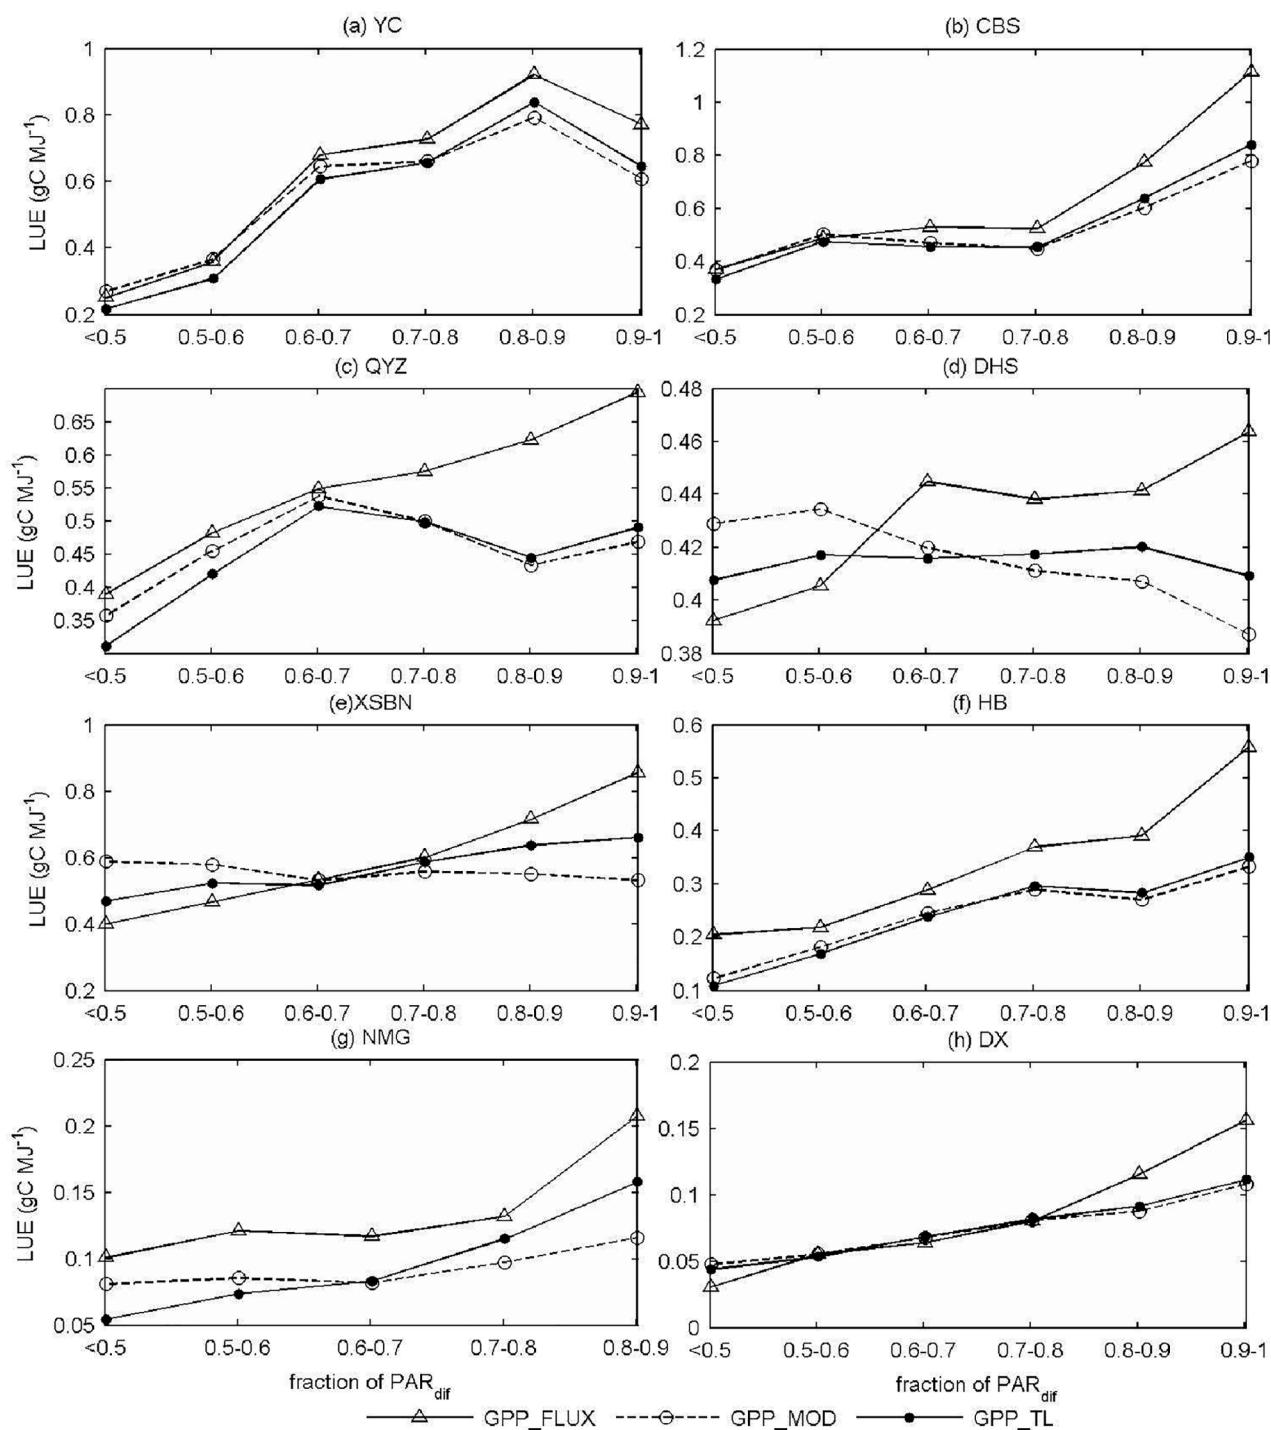 (a) YC
(b) CBS
1
0.8
0.6
0.4
0.2
LUE (gC MJ⁻¹)
<0.5 0.5-0.6 0.6-0.7 0.7-0.8 0.8-0.9 0.9-1
1.2
1
0.8
0.6
0.4
0.2
<0.5 0.5-0.6 0.6-0.7 0.7-0.8 0.8-0.9 0.9-1
(c) QYZ
(d) DHS
0.65
0.6
0.55
0.5
0.45
0.4
0.35
LUE (gC MJ⁻¹)
<0.5 0.5-0.6 0.6-0.7 0.7-0.8 0.8-0.9 0.9-1
0.48
0.46
0.44
0.42
0.4
0.38
<0.5 0.5-0.6 0.6-0.7 0.7-0.8 0.8-0.9 0.9-1
(e)XSBN
(f) HB
1
0.8
0.6
0.4
0.2
LUE (gC MJ⁻¹)
<0.5 0.5-0.6 0.6-0.7 0.7-0.8 0.8-0.9 0.9-1
0.6
0.5
0.4
0.3
0.2
0.1
<0.5 0.5-0.6 0.6-0.7 0.7-0.8 0.8-0.9 0.9-1
(g) NMG
(h) DX
0.25
0.2
0.15
0.1
0.05
LUE (gC MJ⁻¹)
<0.5 0.5-0.6 0.6-0.7 0.7-0.8 0.8-0.9
0.2
0.15
0.1
0.05
0
<0.5 0.5-0.6 0.6-0.7 0.7-0.8 0.8-0.9 0.9-1
fraction of PAR_dif
fraction of PAR_dif
GPP_FLUX GPP_MOD GPP_TL